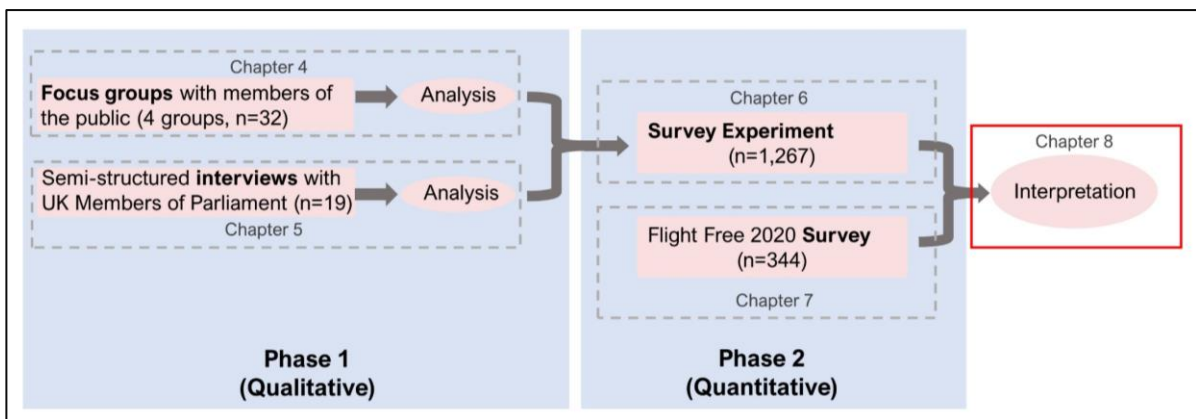 Chapter 4
Focus groups with members of
the public (4 groups, n=32)
Analysis
Semi-structured interviews with
UK Members of Parliament (n=19)
Analysis
Chapter 5
Phase 1
(Qualitative)
Chapter 6
Survey Experiment
(n=1,267)
Flight Free 2020 Survey
(n=344)
Chapter 7
Phase 2
(Quantitative)
Chapter 8
Interpretation